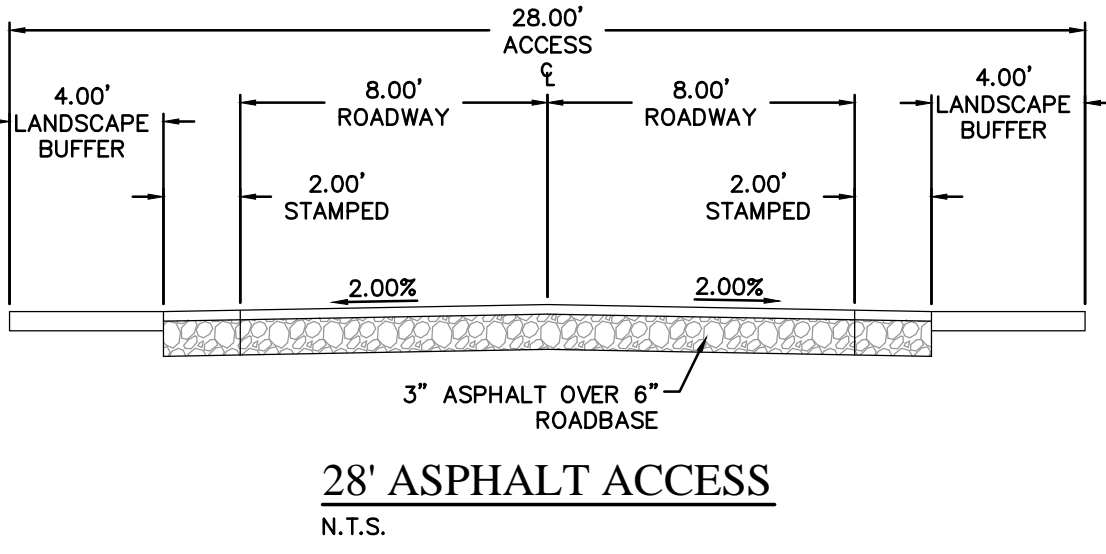 28.00'
ACCESS
℄
4.00'
LANDSCAPE
BUFFER
8.00'
ROADWAY
8.00'
ROADWAY
4.00'
LANDSCAPE
BUFFER
2.00'
STAMPED
2.00'
STAMPED
2.00%
2.00%
3" ASPHALT OVER 6"
ROADBASE
28' ASPHALT ACCESS
N.T.S.